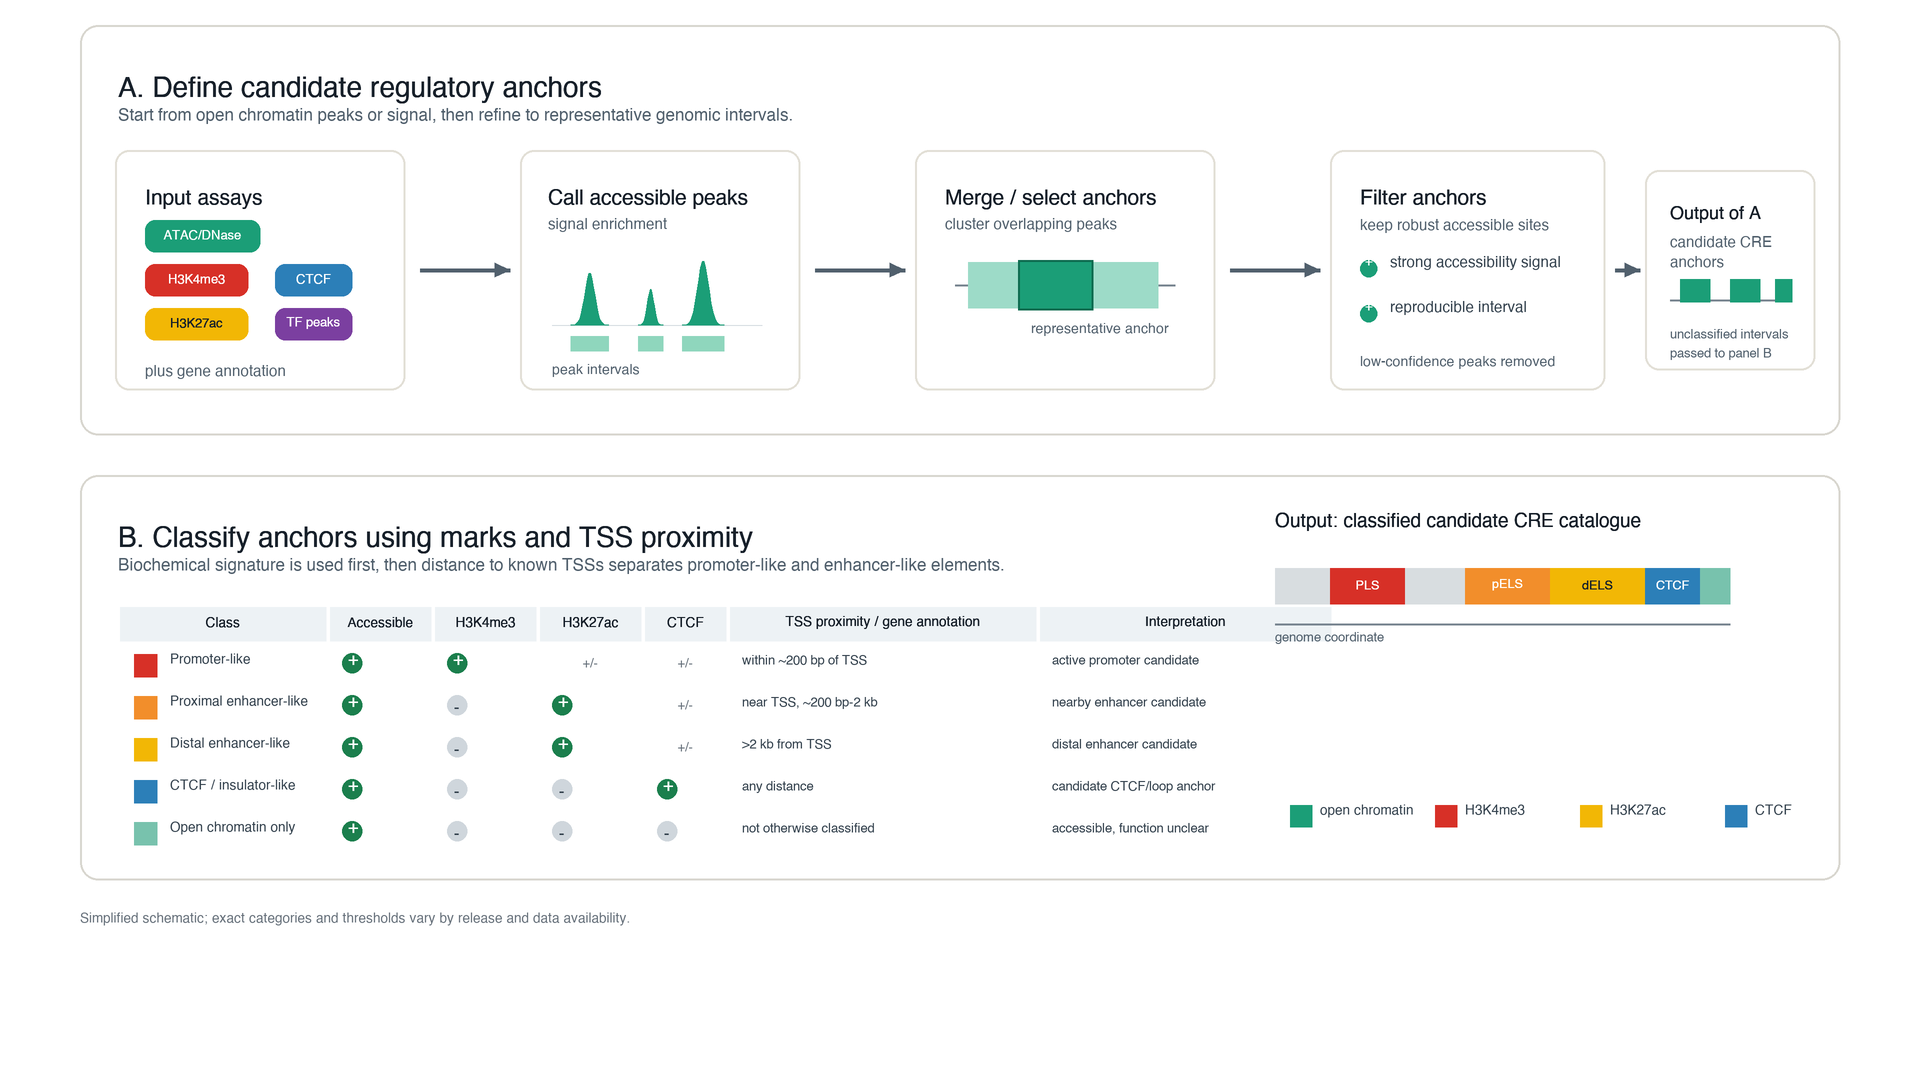 A. Define candidate regulatory anchors
Start from open chromatin peaks or signal, then refine to representative genomic intervals.
Input assays
ATAC/DNase
H3K4me3
CTCF
H3K27ac
TF peaks
plus gene annotation
Call accessible peaks
signal enrichment
peak intervals
Merge / select anchors
cluster overlapping peaks
representative anchor
Filter anchors
keep robust accessible sites
+ strong accessibility signal
+ reproducible interval
low-confidence peaks removed
Output of A
candidate CRE
anchors
unclassified intervals
passed to panel B
B. Classify anchors using marks and TSS proximity
Biochemical signature is used first, then distance to known TSSs separates promoter-like and enhancer-like elements.
Class Accessible H3K4me3 H3K27ac CTCF TSS proximity / gene annotation Interpretation
Promoter-like + + +/- +/- within ~200 bp of TSS active promoter candidate
Proximal enhancer-like + - + +/- near TSS, ~200 bp-2 kb nearby enhancer candidate
Distal enhancer-like + - + +/- >2 kb from TSS distal enhancer candidate
CTCF / insulator-like + - - + any distance candidate CTCF/loop anchor
Open chromatin only + - - - not otherwise classified accessible, function unclear
Output: classified candidate CRE catalogue
PLS pELS dELS CTCF
genome coordinate
open chromatin H3K4me3 H3K27ac CTCF
Simplified schematic; exact categories and thresholds vary by release and data availability.